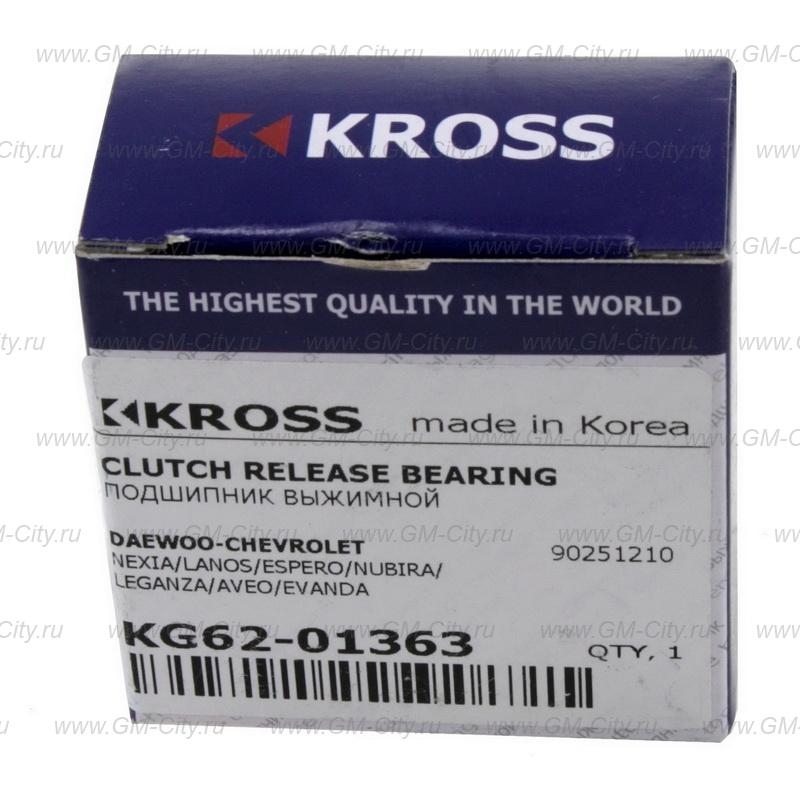 KROSS
THE HIGHEST QUALITY IN THE WORLD
KROSS made in Korea
CLUTCH RELEASE BEARING
ПОДШИПНИК ВЫЖИМНОЙ
DAEWOO-CHEVROLET 90251210
NEXIA/LANOS/ESPERO/NUBIRA/
LEGANZA/AVEO/EVANDA
KG62-01363 QTY, 1
www.GM-City.ru